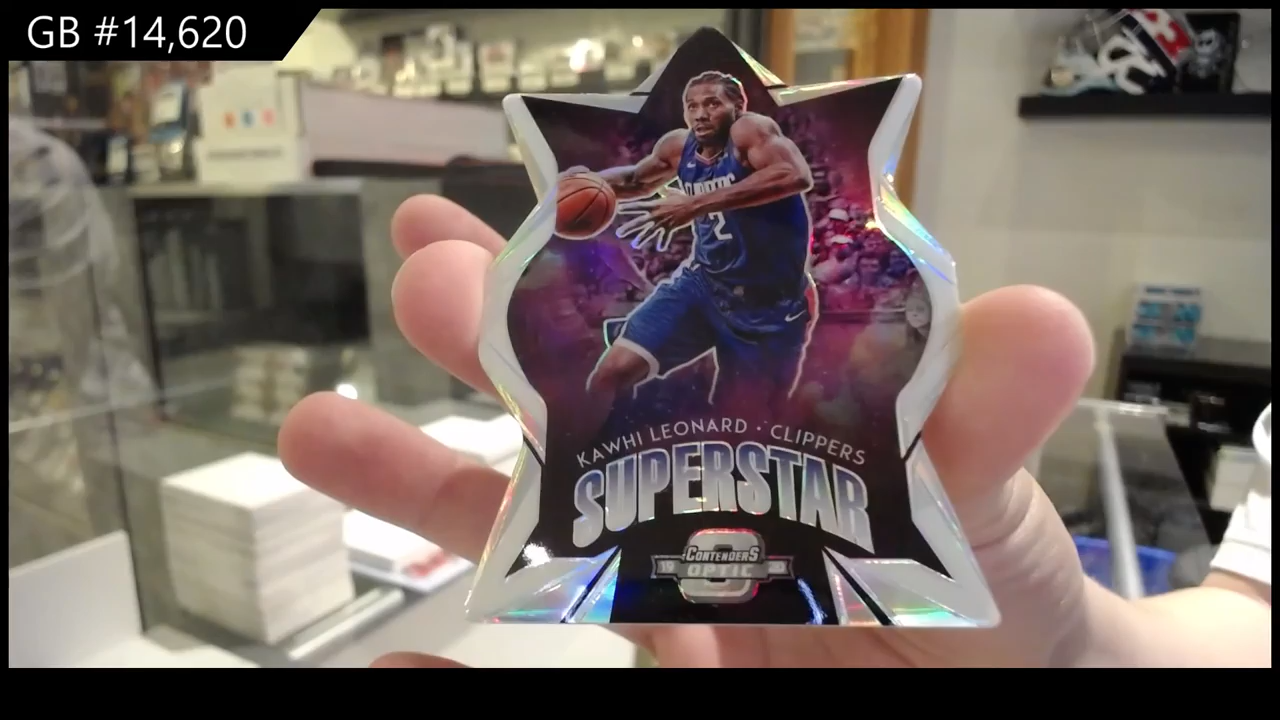 GB #14,620
CLIPPERS
2
KAWHI LEONARD · CLIPPERS
SUPERSTAR
CONTENDERS
19 OPTIC 20